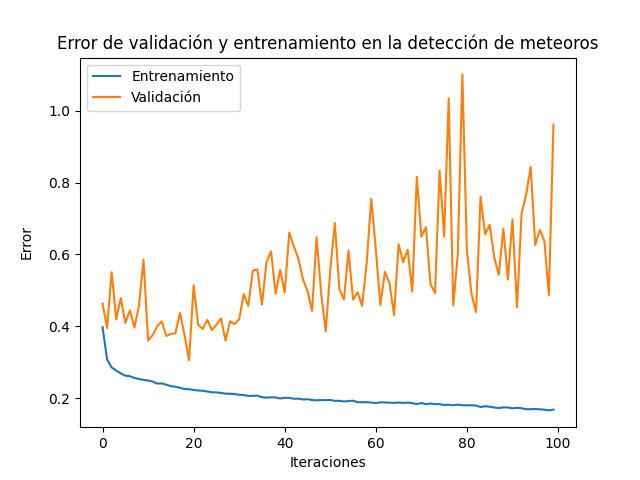 Error de validación y entrenamiento en la detección de meteoros
Entrenamiento
Validación
Error
1.0
0.8
0.6
0.4
0.2
0 20 40 60 80 100
Iteraciones